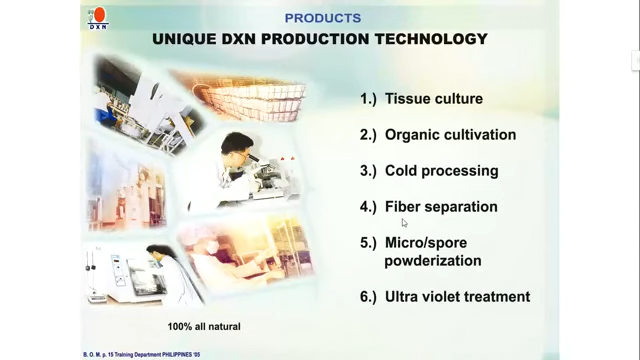 PRODUCTS
DXN
UNIQUE DXN PRODUCTION TECHNOLOGY
1.) Tissue culture
2.) Organic cultivation
3.) Cold processing
4.) Fiber separation
5.) Micro/spore
powderization
6.) Ultra violet treatment
100% all natural
B. O. M. p. 15 Training Department PHILIPPINES '05